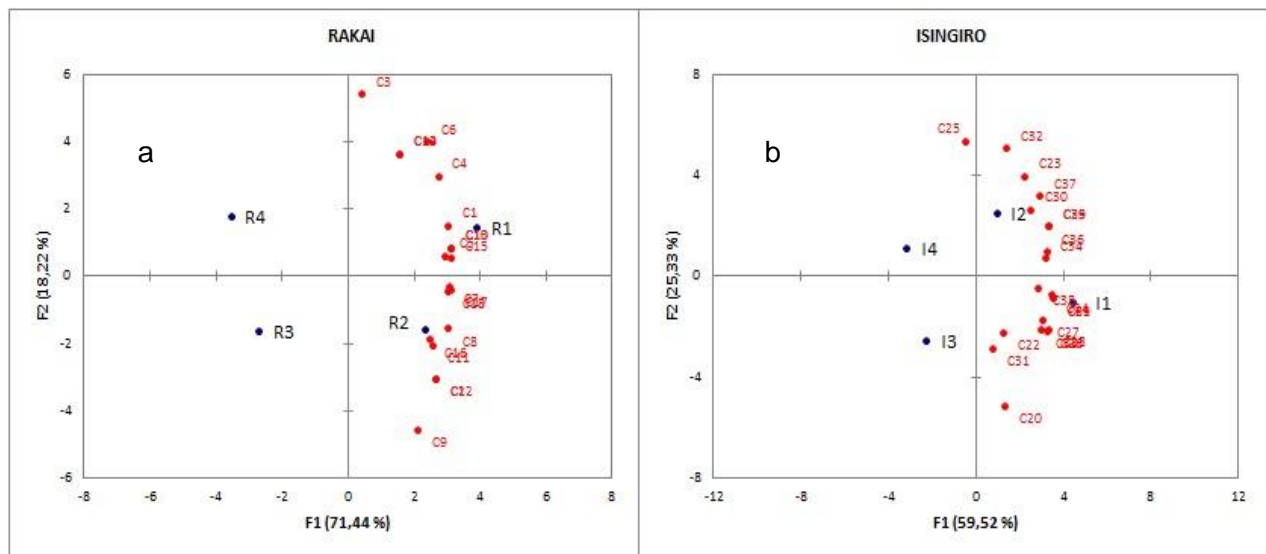 RAKAI
a
C3
C6
C4
C1
R1
C15
R4
R3
R2
C8
C11
C9
6
4
2
0
-2
-4
-6
-8 -6 -4 -2 0 2 4 6 8
F2 (18,22 %)
F1 (71,44 %)
ISINGIRO
b
C25
C32
C23
C37
C30
I2
C34
I4
I1
I3
C27
C22
C31
C20
8
4
0
-4
-8
-12 -8 -4 0 4 8 12
F2 (25,33 %)
F1 (59,52 %)